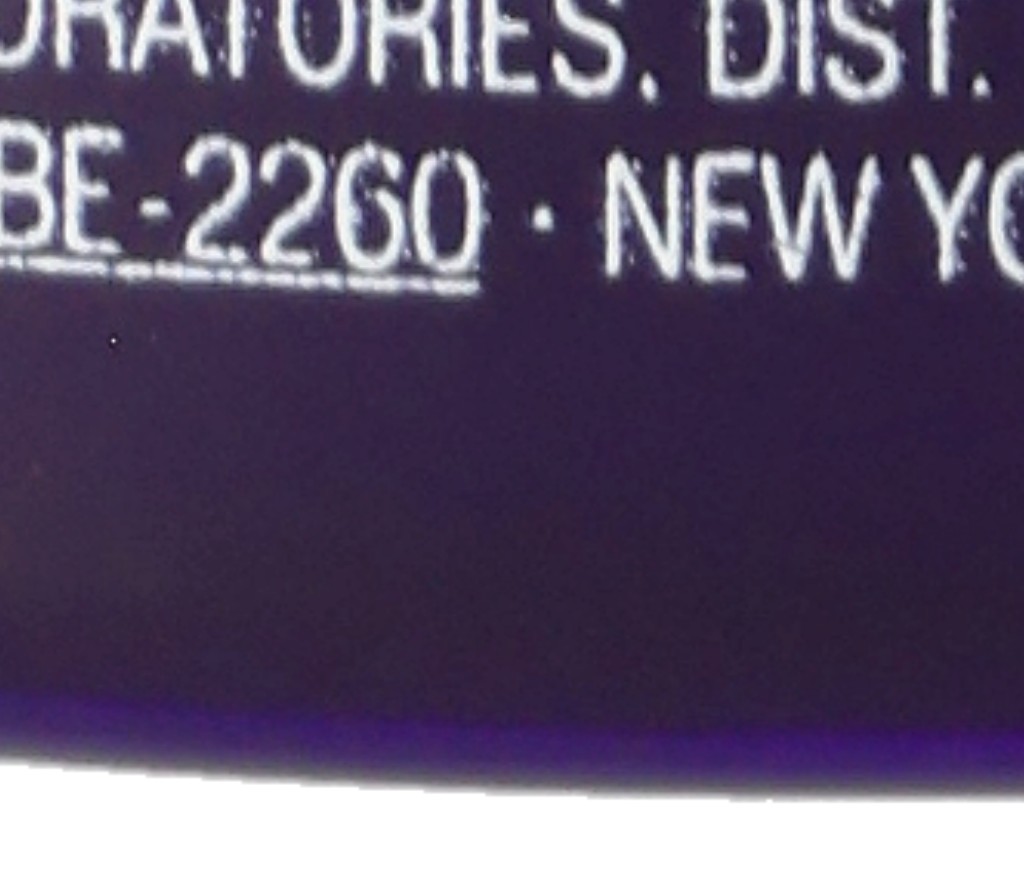 ORATORIES, DIST.
BE-2260 · NEW YO